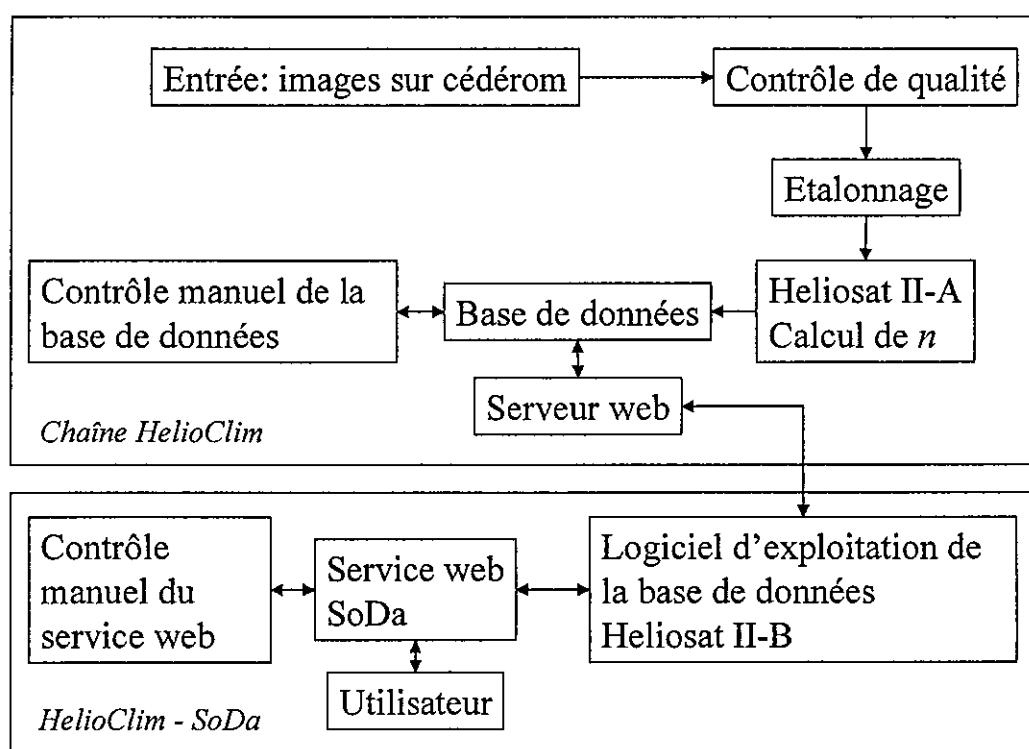 Entrée: images sur cédérom
Contrôle de qualité
Etalonnage
Heliosat II-A
Calcul de n
Base de données
Contrôle manuel de la
base de données
Serveur web
Chaîne HelioClim
Logiciel d'exploitation de
la base de données
Heliosat II-B
Service web
SoDa
Contrôle
manuel du
service web
Utilisateur
HelioClim - SoDa